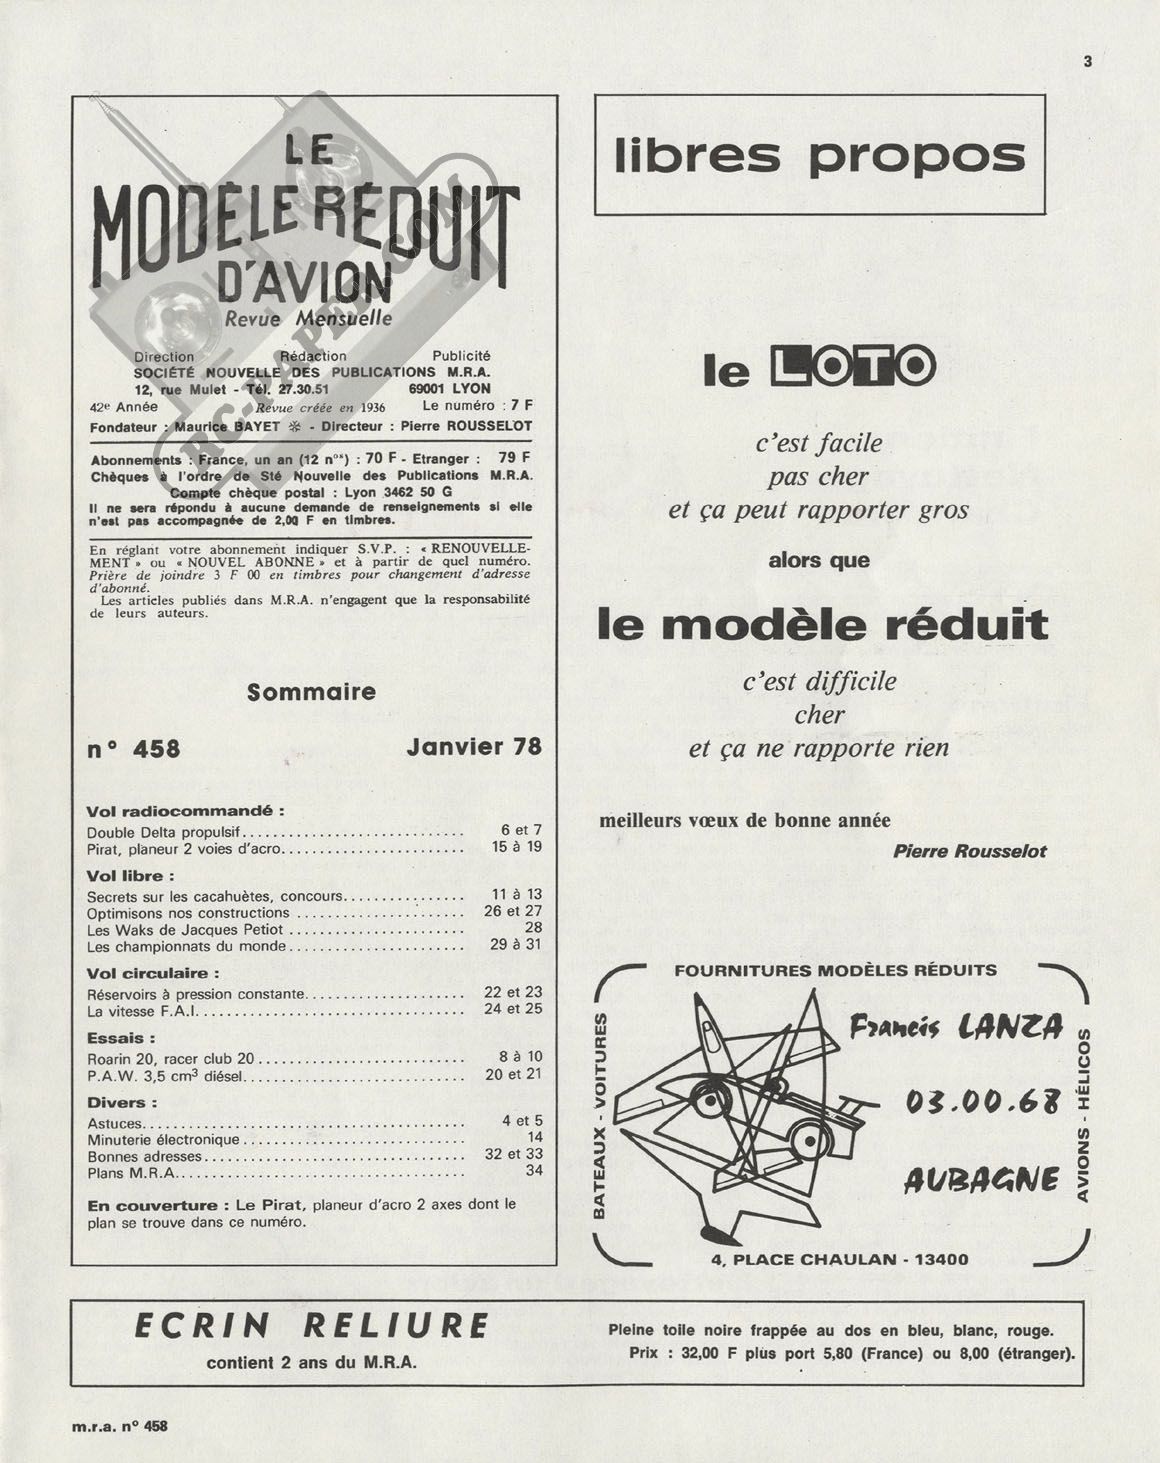 3
LE
MODÈLE RÉDUIT
D'AVION
Revue Mensuelle
RC-PAPER.COM
Direction Rédaction Publicité
SOCIÉTÉ NOUVELLE DES PUBLICATIONS M.R.A.
12, rue Mulet - Tél. 27.30.51 69001 LYON
42e Année Revue créée en 1936 Le numéro : 7 F
Fondateur : Maurice BAYET ✻ - Directeur : Pierre ROUSSELOT
Abonnements : France, un an (12 nos) : 70 F - Etranger : 79 F
Chèques à l'ordre de Sté Nouvelle des Publications M.R.A.
Compte chèque postal : Lyon 3462 50 G
Il ne sera répondu à aucune demande de renseignements si elle
n'est pas accompagnée de 2,00 F en timbres.
En réglant votre abonnement indiquer S.V.P. : « RENOUVELLE-
MENT » ou « NOUVEL ABONNE » et à partir de quel numéro.
Prière de joindre 3 F 00 en timbres pour changement d'adresse
d'abonné.
Les articles publiés dans M.R.A. n'engagent que la responsabilité
de leurs auteurs.
Sommaire
n° 458 Janvier 78
Vol radiocommandé :
Double Delta propulsif............................ 6 et 7
Pirat, planeur 2 voies d'acro....................... 15 à 19
Vol libre :
Secrets sur les cacahuètes, concours................ 11 à 13
Optimisons nos constructions ...................... 26 et 27
Les Waks de Jacques Petiot ....................... 28
Les championnats du monde....................... 29 à 31
Vol circulaire :
Réservoirs à pression constante..................... 22 et 23
La vitesse F.A.I................................... 24 et 25
Essais :
Roarin 20, racer club 20........................... 8 à 10
P.A.W. 3,5 cm³ diésel............................. 20 et 21
Divers :
Astuces.......................................... 4 et 5
Minuterie électronique............................. 14
Bonnes adresses.................................. 32 et 33
Plans M.R.A...................................... 34
En couverture : Le Pirat, planeur d'acro 2 axes dont le
plan se trouve dans ce numéro.
libres propos
le LOTO
c'est facile
pas cher
et ça peut rapporter gros
alors que
le modèle réduit
c'est difficile
cher
et ça ne rapporte rien
meilleurs vœux de bonne année
Pierre Rousselot
FOURNITURES MODÈLES RÉDUITS
BATEAUX - VOITURES
Francis LANZA
03.00.68
AUBAGNE
AVIONS - HÉLICOS
4, PLACE CHAULAN - 13400
ECRIN RELIURE
contient 2 ans du M.R.A.
Pleine toile noire frappée au dos en bleu, blanc, rouge.
Prix : 32,00 F plus port 5,80 (France) ou 8,00 (étranger).
m.r.a. n° 458